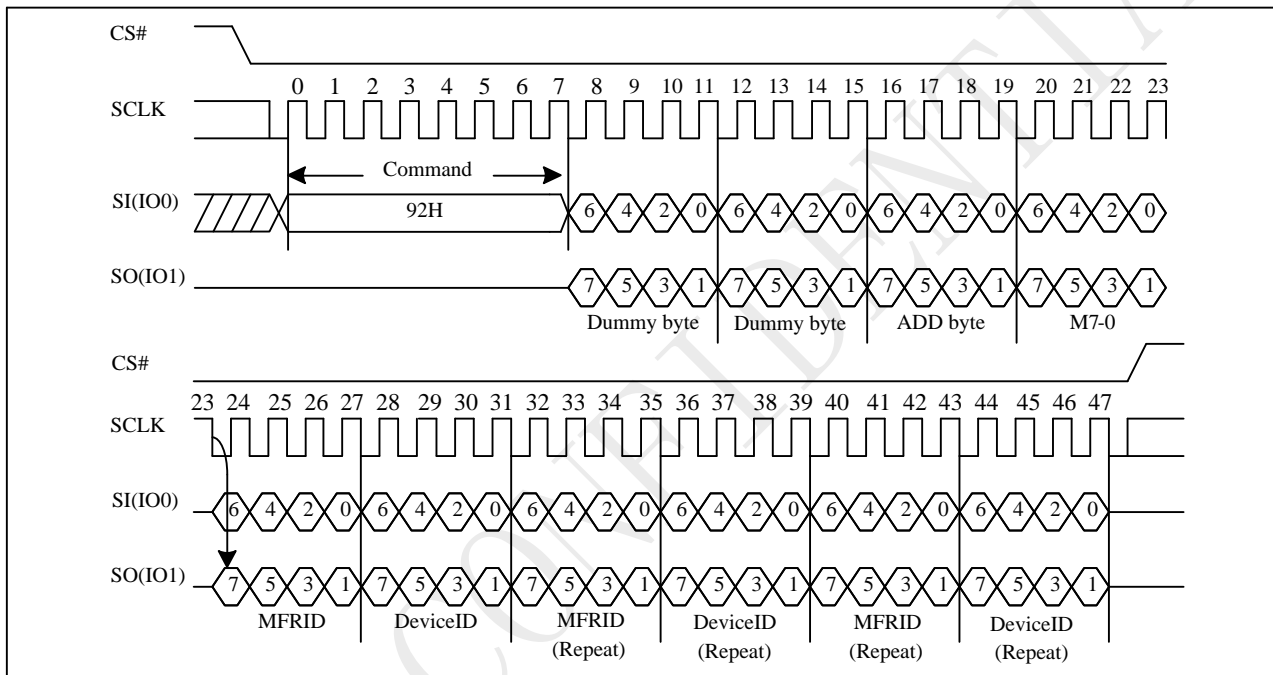 CS#
0 1 2 3 4 5 6 7 8 9 10 11 12 13 14 15 16 17 18 19 20 21 22 23
SCLK
Command
SI(IO0) 92H 6 4 2 0 6 4 2 0 6 4 2 0 6 4 2 0
SO(IO1) 7 5 3 1 7 5 3 1 7 5 3 1 7 5 3 1
Dummy byte Dummy byte ADD byte M7-0
CS#
23 24 25 26 27 28 29 30 31 32 33 34 35 36 37 38 39 40 41 42 43 44 45 46 47
SCLK
SI(IO0) 6 4 2 0 6 4 2 0 6 4 2 0 6 4 2 0 6 4 2 0 6 4 2 0
SO(IO1) 7 5 3 1 7 5 3 1 7 5 3 1 7 5 3 1 7 5 3 1 7 5 3 1
MFRID DeviceID MFRID DeviceID MFRID DeviceID
(Repeat) (Repeat) (Repeat) (Repeat)
CONFIDENTIA